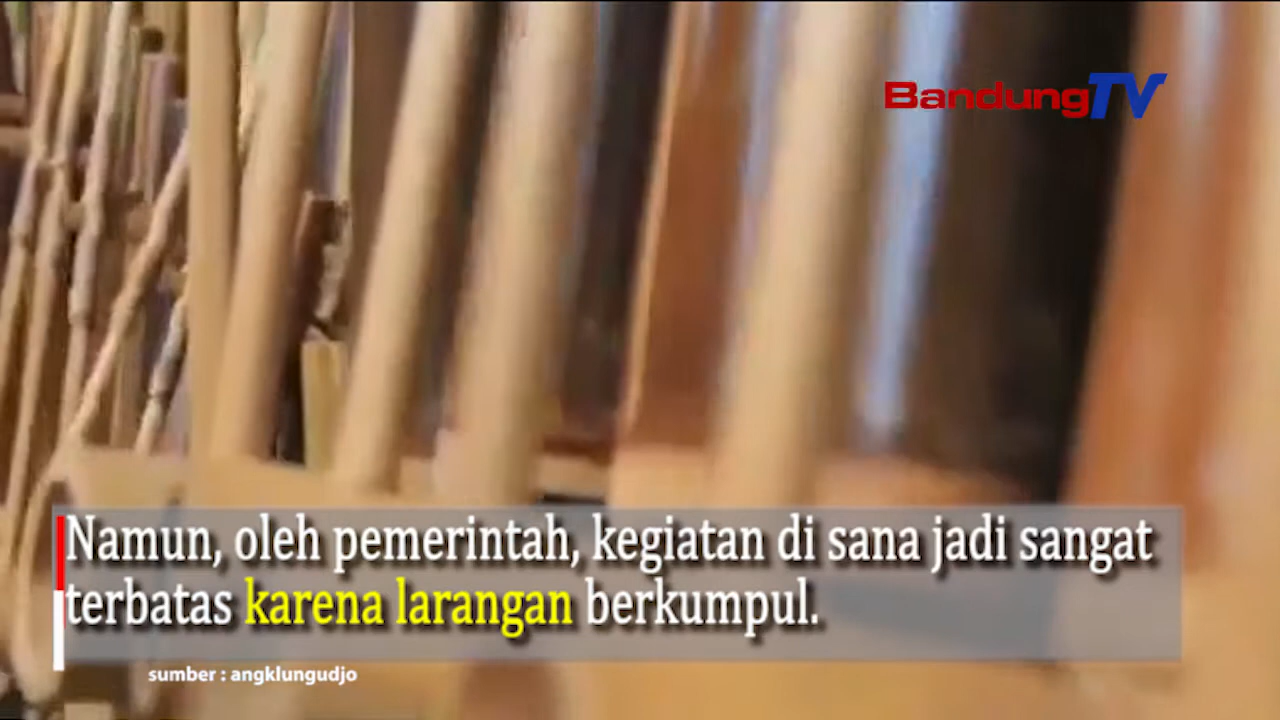 BandungTV
Namun, oleh pemerintah, kegiatan di sana jadi sangat
terbatas karena larangan berkumpul.
sumber : angklungudjo